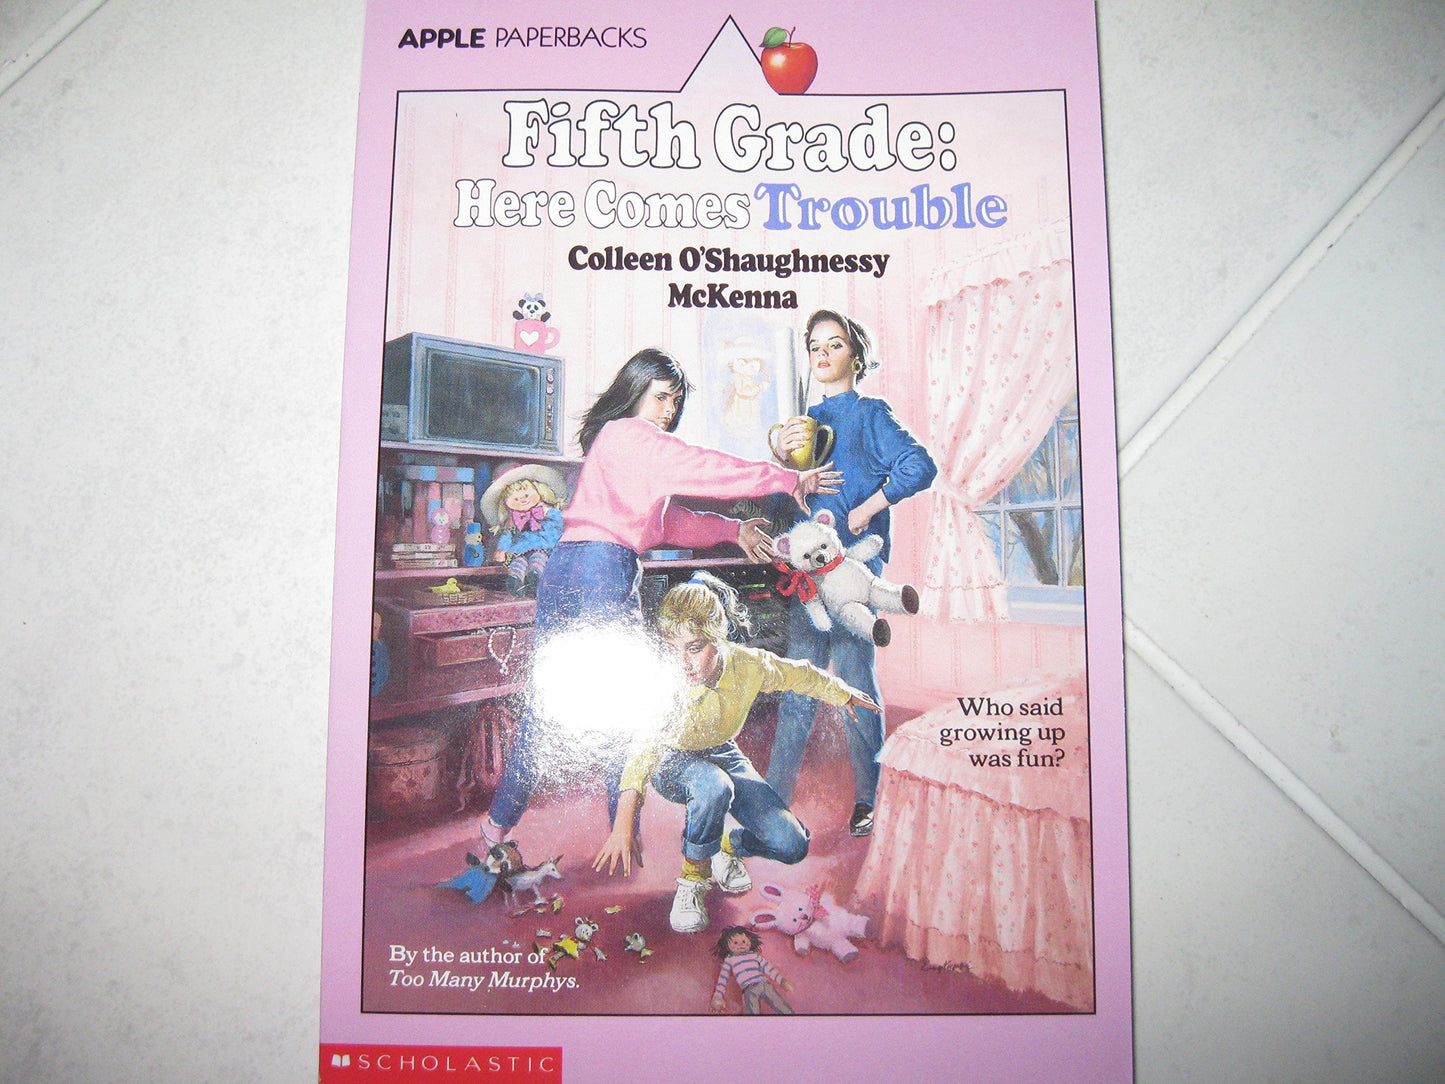 APPLE PAPERBACKS
Fifth Grade:
Here Comes Trouble
Colleen O'Shaughnessy
McKenna
Who said
growing up
was fun?
By the author of
Too Many Murphys.
SCHOLASTIC